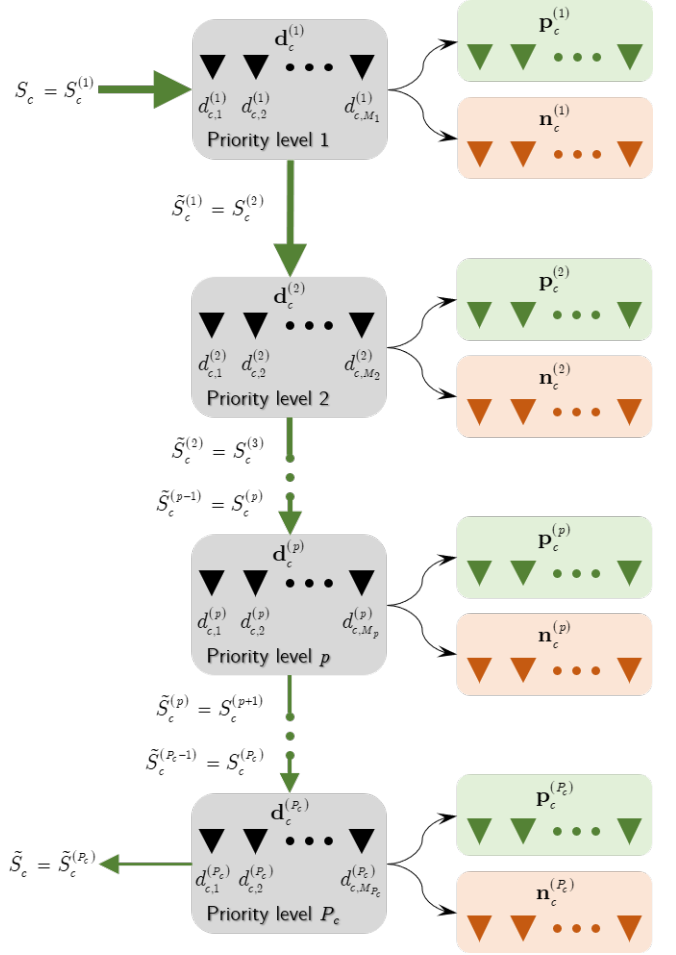 d_c^{(1)}
p_c^{(1)}
S_c = S_c^{(1)}
d_{c,1}^{(1)} d_{c,2}^{(1)} d_{c,M_1}^{(1)}
n_c^{(1)}
Priority level 1
S̃_c^{(1)} = S_c^{(2)}
d_c^{(2)}
p_c^{(2)}
d_{c,1}^{(2)} d_{c,2}^{(2)} d_{c,M_2}^{(2)}
n_c^{(2)}
Priority level 2
S̃_c^{(2)} = S_c^{(3)}
S̃_c^{(p−1)} = S_c^{(p)}
d_c^{(p)}
p_c^{(p)}
d_{c,1}^{(p)} d_{c,2}^{(p)} d_{c,M_p}^{(p)}
n_c^{(p)}
Priority level p
S̃_c^{(p)} = S_c^{(p+1)}
S̃_c^{(P_c−1)} = S_c^{(P_c)}
d_c^{(P_c)}
p_c^{(P_c)}
S̃_c = S̃_c^{(P_c)}
d_{c,1}^{(P_c)} d_{c,2}^{(P_c)} d_{c,M_{P_c}}^{(P_c)}
n_c^{(P_c)}
Priority level P_c